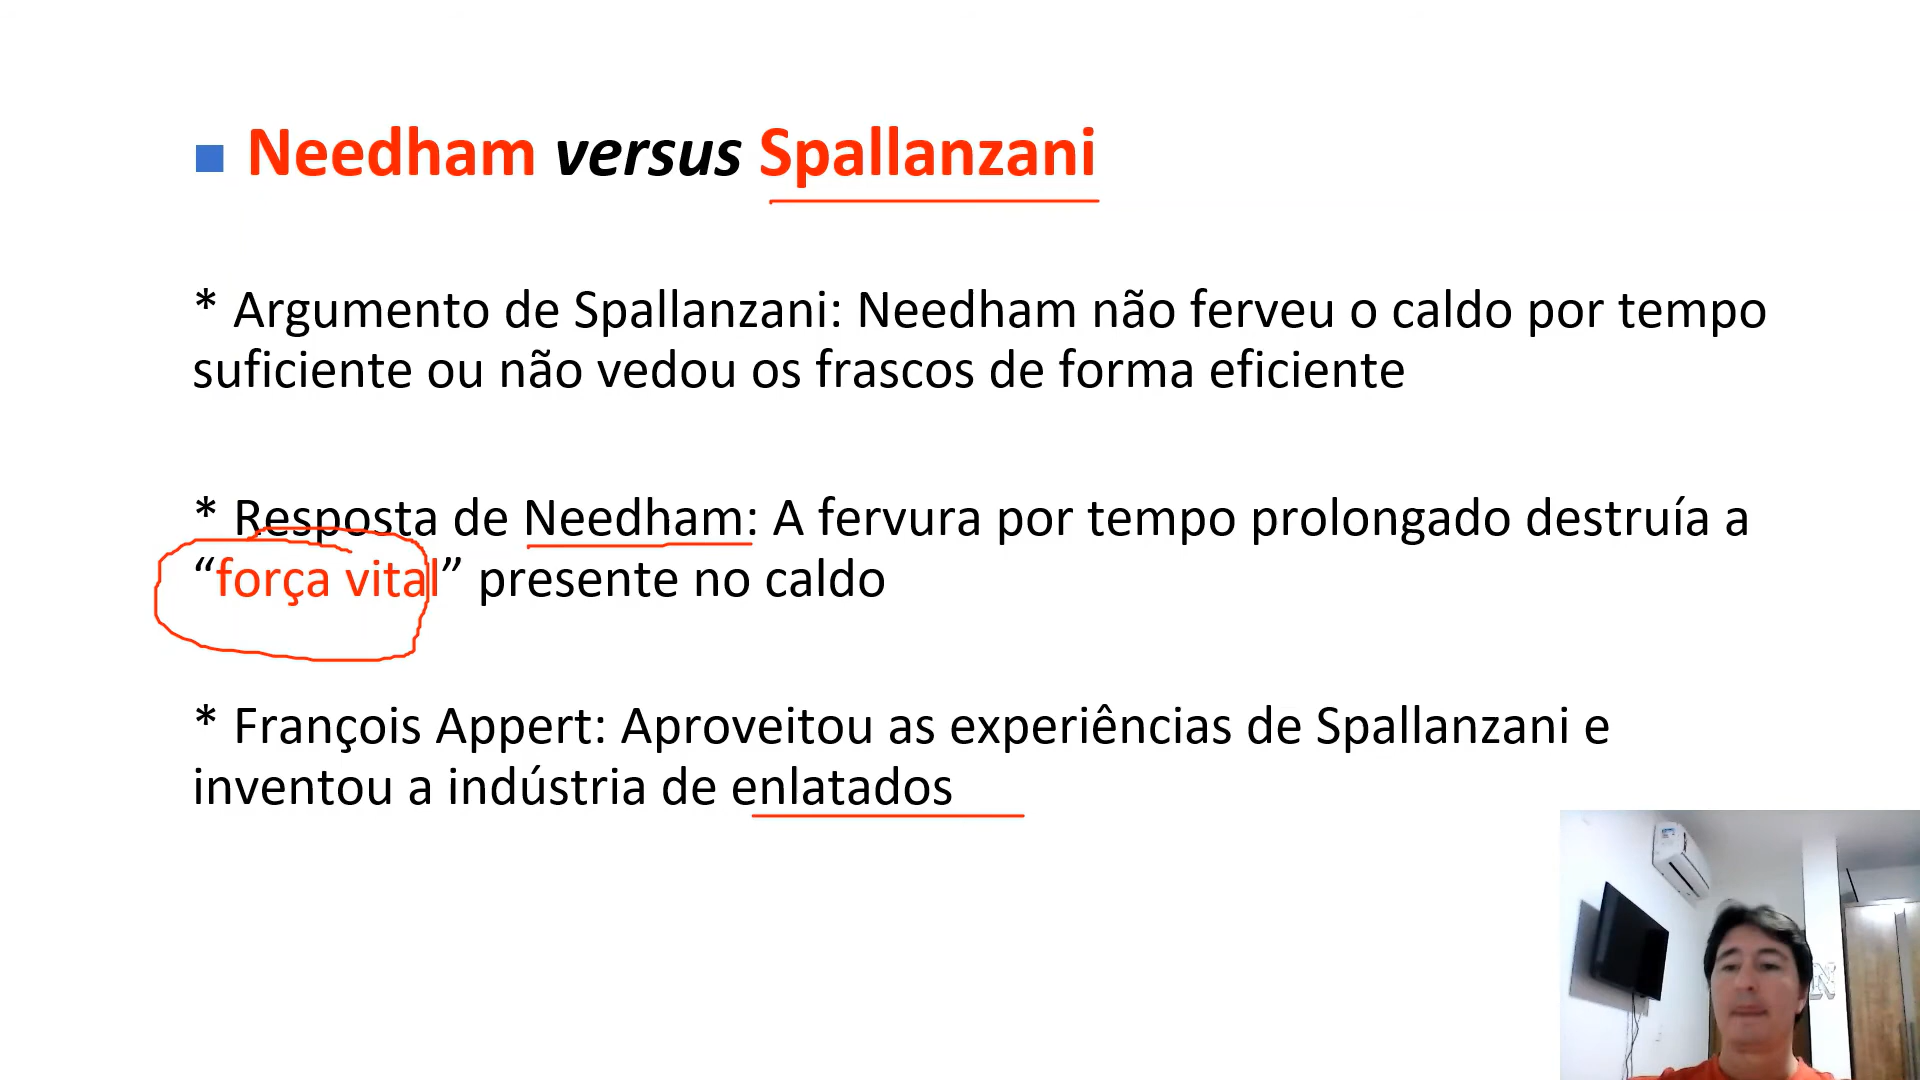 Needham versus Spallanzani
* Argumento de Spallanzani: Needham não ferveu o caldo por tempo
suficiente ou não vedou os frascos de forma eficiente
* Resposta de Needham: A fervura por tempo prolongado destruía a
“força vital” presente no caldo
* François Appert: Aproveitou as experiências de Spallanzani e
inventou a indústria de enlatados